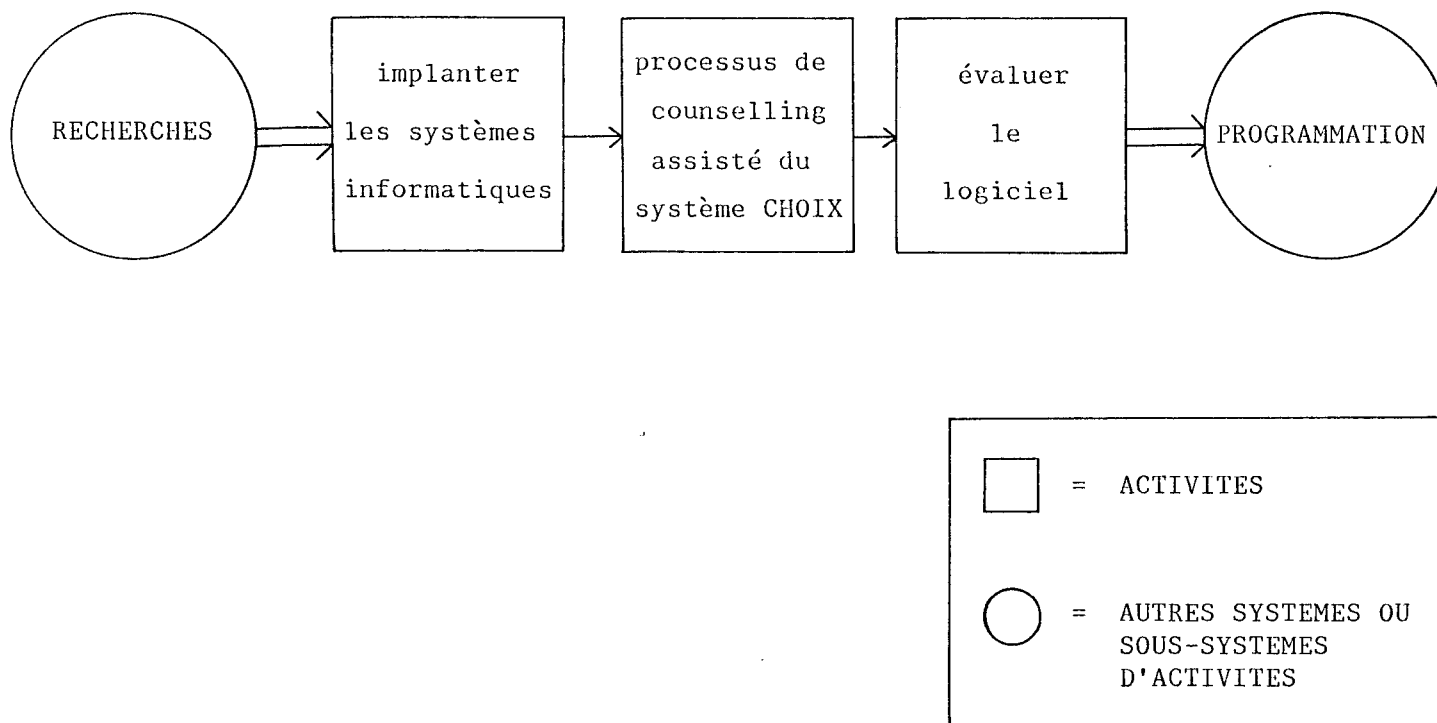 RECHERCHES
implanter
les systèmes
informatiques
processus de
counselling
assisté du
système CHOIX
évaluer
le
logiciel
PROGRAMMATION
= ACTIVITES
= AUTRES SYSTEMES OU
SOUS-SYSTEMES
D'ACTIVITES